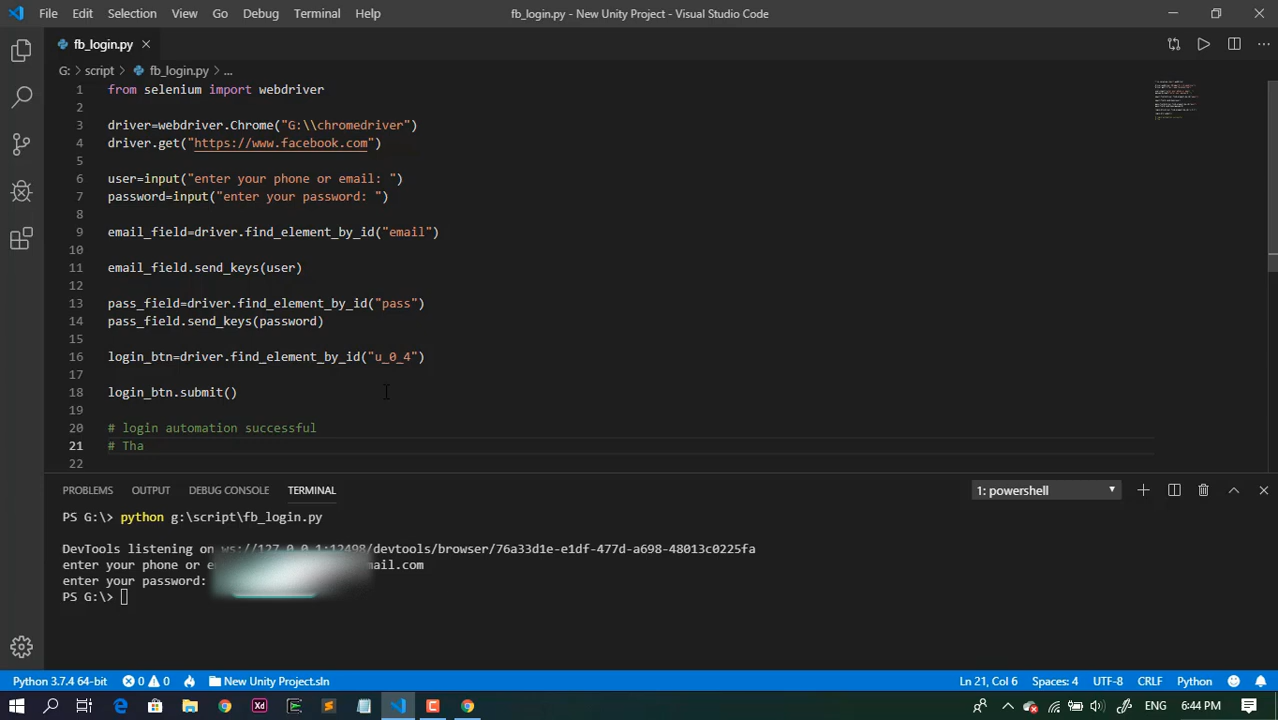 File Edit Selection View Go Debug Terminal Help fb_login.py - New Unity Project - Visual Studio Code
fb_login.py
G: > script > fb_login.py > ...
1 from selenium import webdriver
2
3 driver=webdriver.Chrome("G:\\chromedriver")
4 driver.get("https://www.facebook.com")
5
6 user=input("enter your phone or email: ")
7 password=input("enter your password: ")
8
9 email_field=driver.find_element_by_id("email")
10
11 email_field.send_keys(user)
12
13 pass_field=driver.find_element_by_id("pass")
14 pass_field.send_keys(password)
15
16 login_btn=driver.find_element_by_id("u_0_4")
17
18 login_btn.submit()
19
20 # login automation successful
21 # Tha
22
PROBLEMS OUTPUT DEBUG CONSOLE TERMINAL 1: powershell
PS G:\> python g:\script\fb_login.py
DevTools listening on ws://127.0.0.1:12498/devtools/browser/76a33d1e-e1df-477d-a698-48013c0225fa
enter your phone or ail.com
enter your password:
PS G:\>
Python 3.7.4 64-bit 0 0 New Unity Project.sln Ln 21, Col 6 Spaces: 4 UTF-8 CRLF Python
Xd ENG 6:44 PM